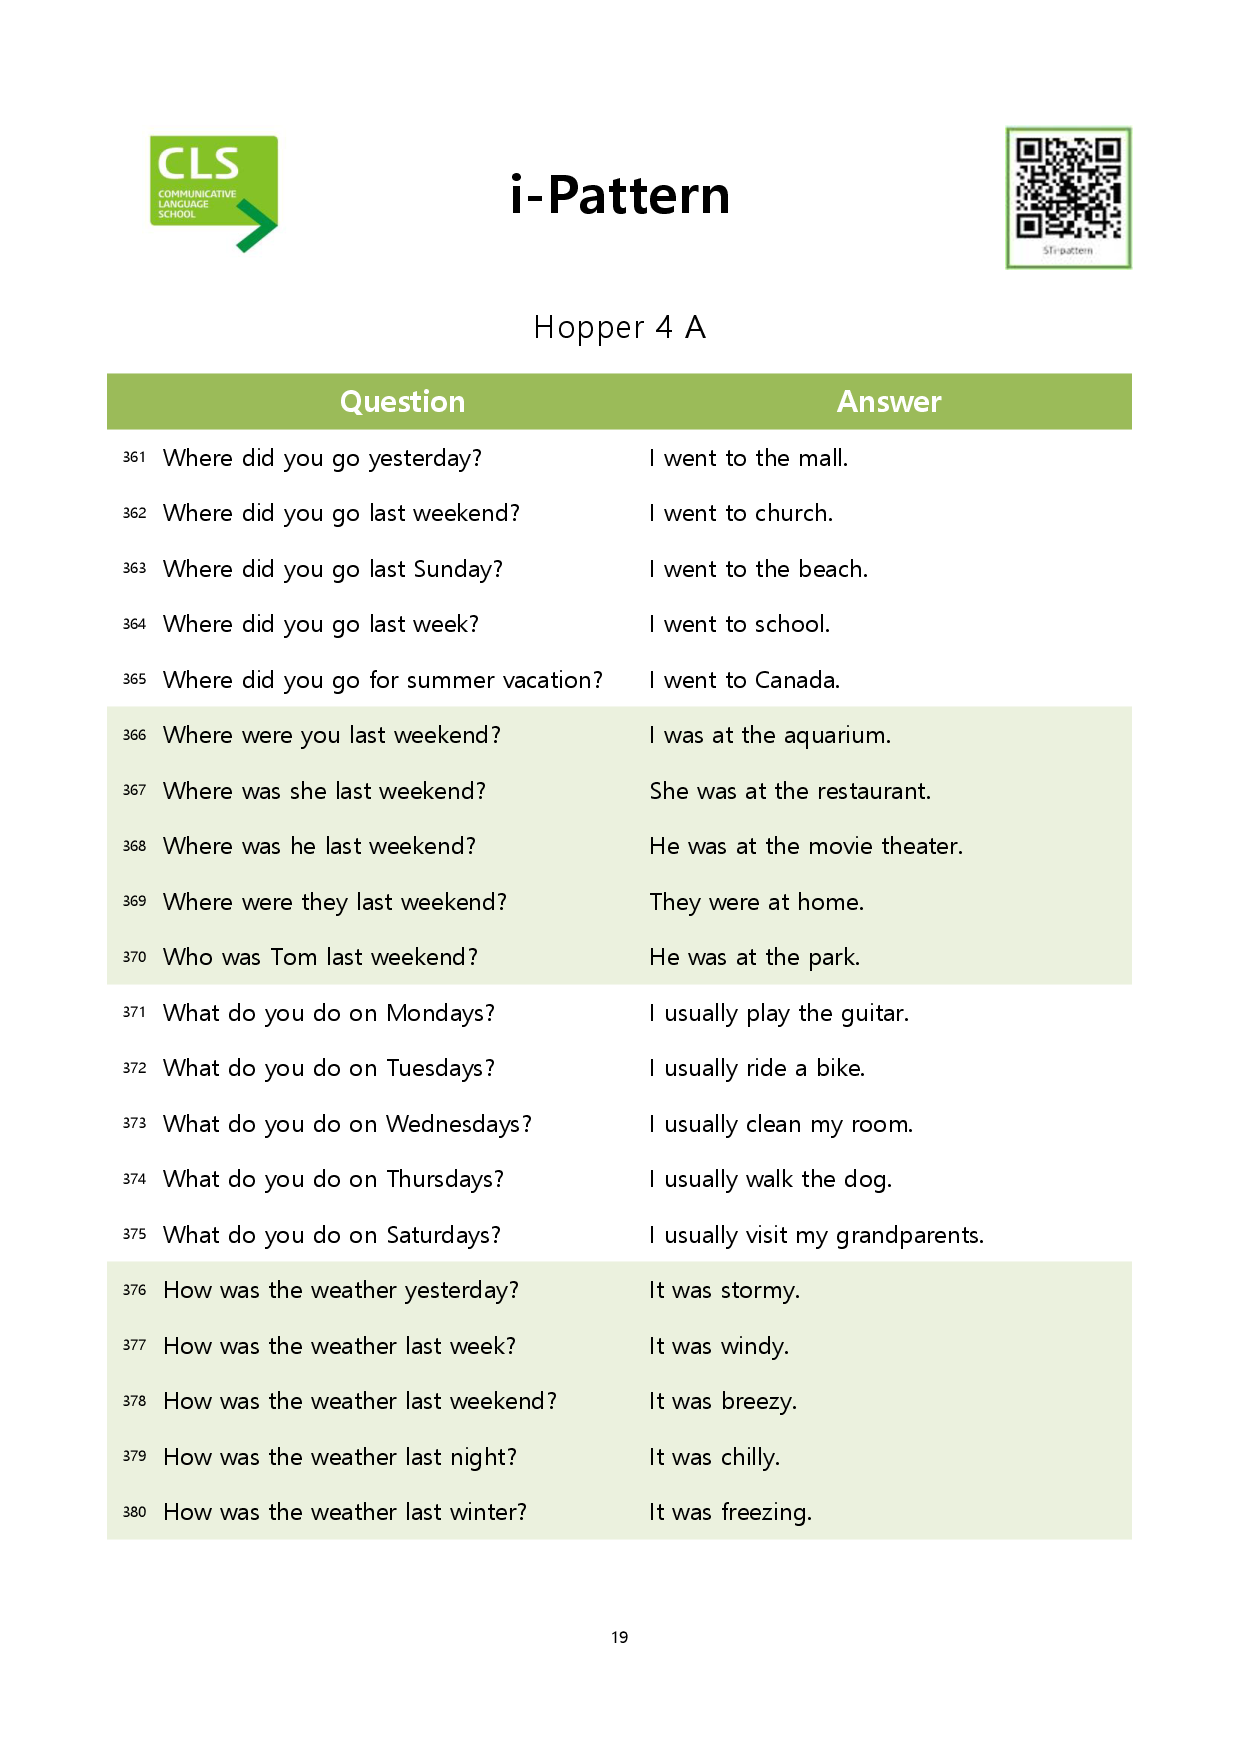 CLS
COMMUNICATIVE
LANGUAGE
SCHOOL
i-Pattern
STi-pattern
Hopper 4 A
Question Answer
361 Where did you go yesterday? I went to the mall.
362 Where did you go last weekend? I went to church.
363 Where did you go last Sunday? I went to the beach.
364 Where did you go last week? I went to school.
365 Where did you go for summer vacation? I went to Canada.
366 Where were you last weekend? I was at the aquarium.
367 Where was she last weekend? She was at the restaurant.
368 Where was he last weekend? He was at the movie theater.
369 Where were they last weekend? They were at home.
370 Who was Tom last weekend? He was at the park.
371 What do you do on Mondays? I usually play the guitar.
372 What do you do on Tuesdays? I usually ride a bike.
373 What do you do on Wednesdays? I usually clean my room.
374 What do you do on Thursdays? I usually walk the dog.
375 What do you do on Saturdays? I usually visit my grandparents.
376 How was the weather yesterday? It was stormy.
377 How was the weather last week? It was windy.
378 How was the weather last weekend? It was breezy.
379 How was the weather last night? It was chilly.
380 How was the weather last winter? It was freezing.
19